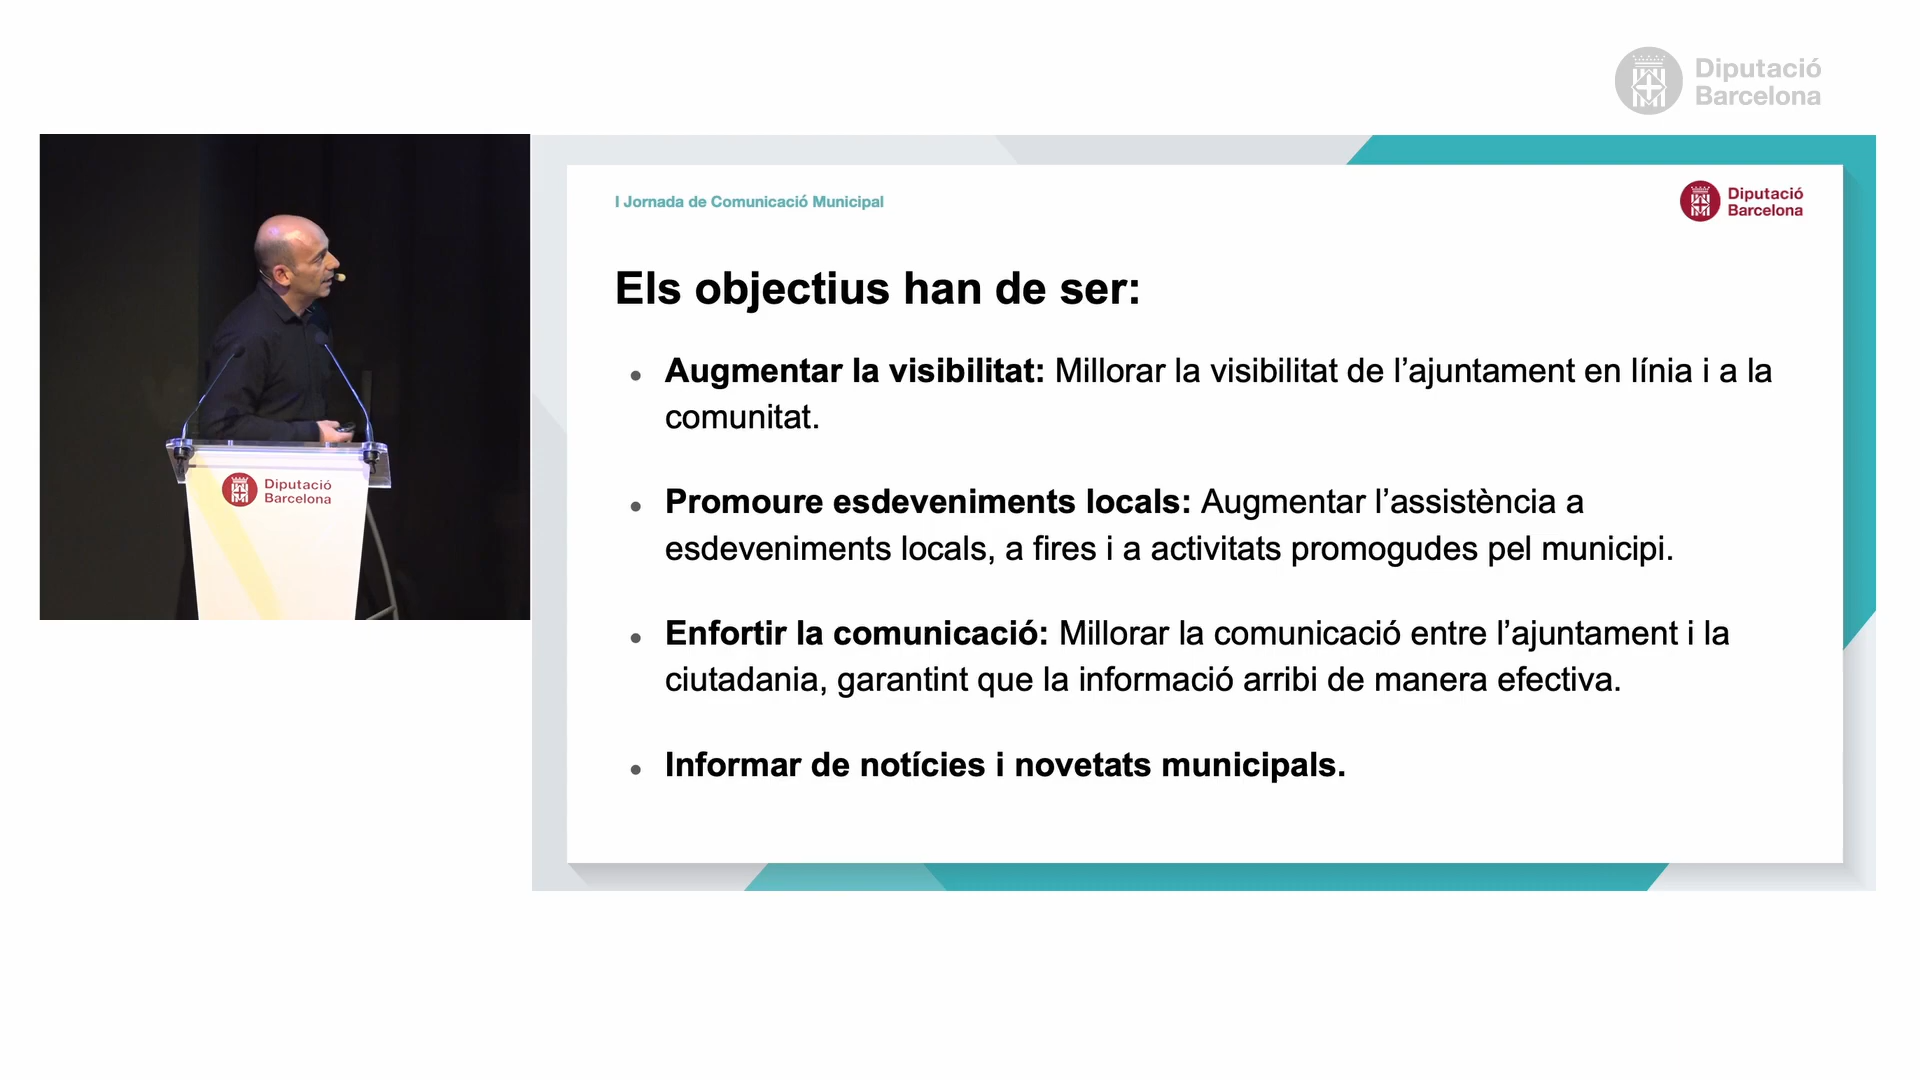 Diputació
Barcelona
I Jornada de Comunicació Municipal
Diputació
Barcelona
Els objectius han de ser:
• Augmentar la visibilitat: Millorar la visibilitat de l’ajuntament en línia i a la
comunitat.
• Promoure esdeveniments locals: Augmentar l’assistència a
esdeveniments locals, a fires i a activitats promogudes pel municipi.
• Enfortir la comunicació: Millorar la comunicació entre l’ajuntament i la
ciutadania, garantint que la informació arribi de manera efectiva.
• Informar de notícies i novetats municipals.
Diputació
Barcelona